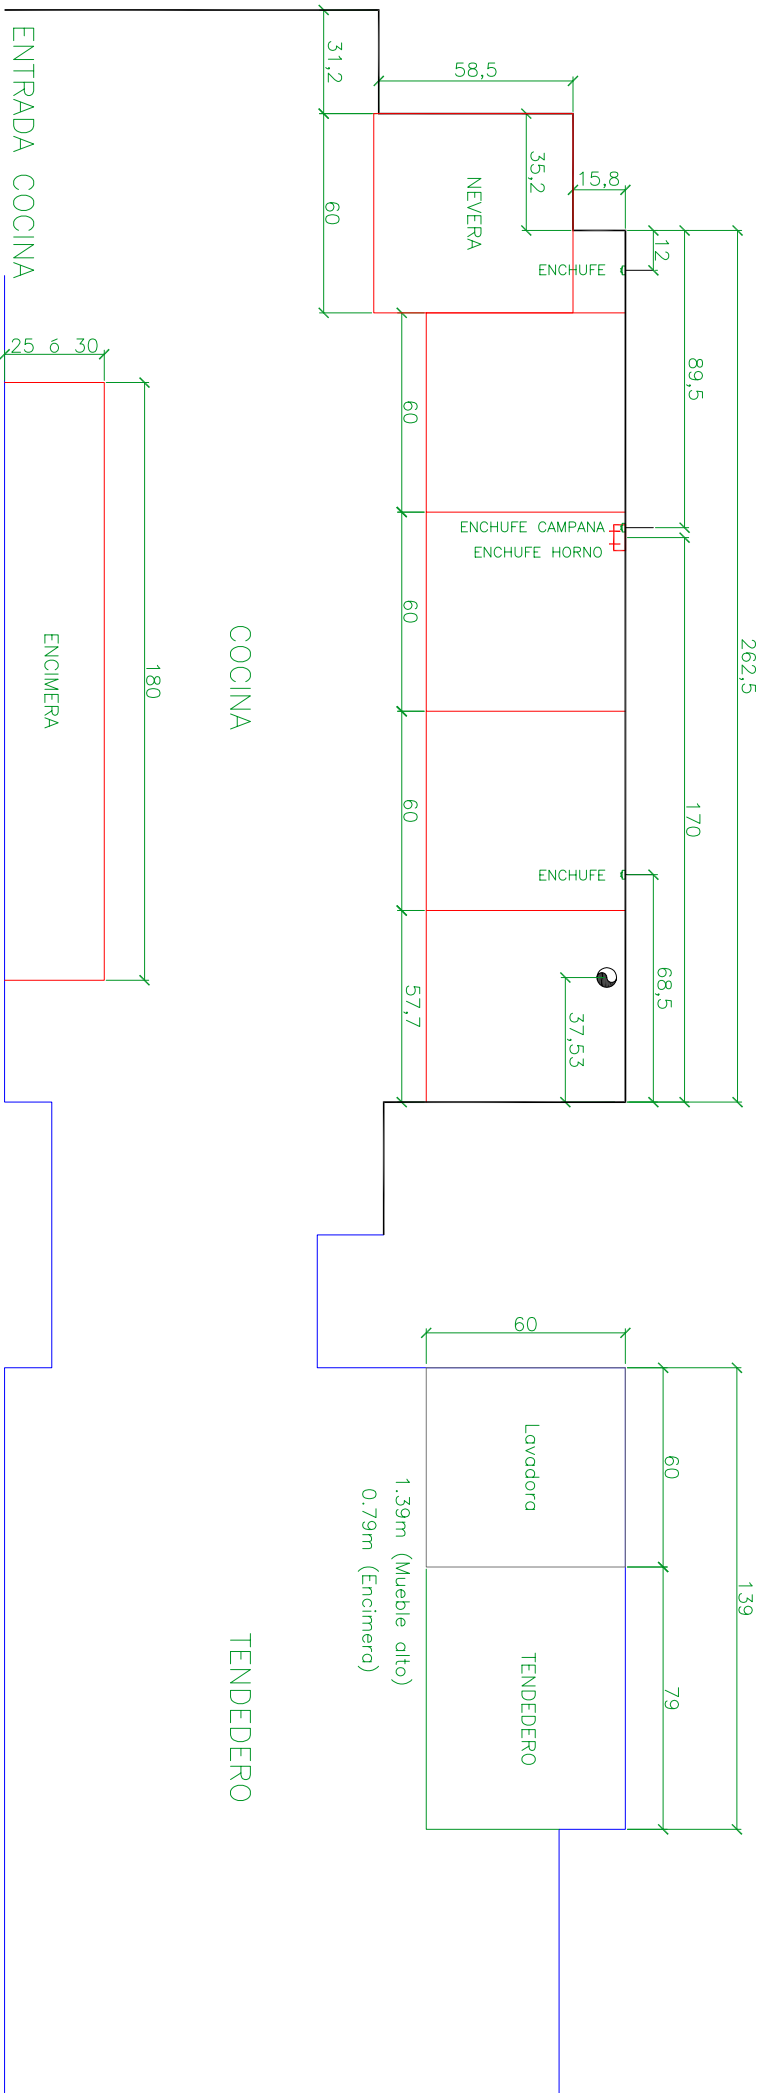 ENTRADA COCINA
31,2
58,5
60
NEVERA
35,2
15,8
12
ENCHUFE
89,5
262,5
25 ó 30
60
ENCHUFE CAMPANA
ENCHUFE HORNO
60
COCINA
ENCIMERA
180
170
60
ENCHUFE
68,5
57,7
37,53
60
Lavadora
60
139
1.39m (Mueble alto)
0.79m (Encimera)
TENDEDERO
79
TENDEDERO